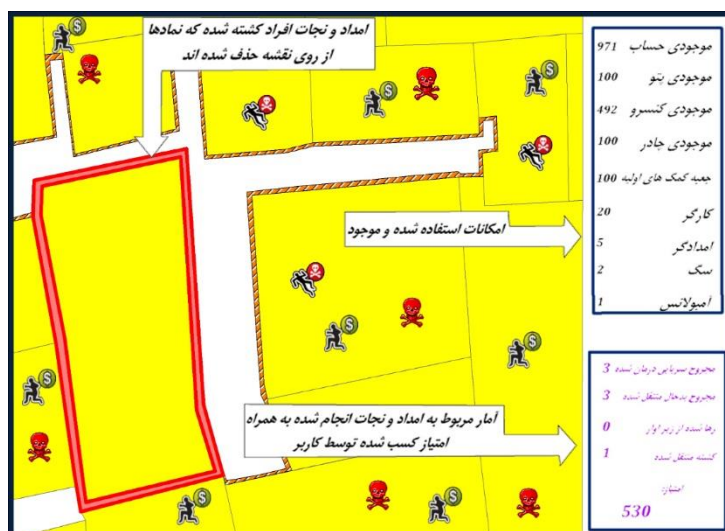 امداد و نجات افراد کشته شده که نمادها
از روی نقشه حذف شده اند
موجودی حساب 971
موجودی پتو 100
موجودی کنسرو 492
موجودی چادر 100
جعبه کمک های اولیه 100
کارگر 20
امدادگر 5
سگ 2
آمبولانس 1
امکانات استفاده شده و موجود
آمار مربوط به امداد و نجات انجام شده به همراه
امتیاز کسب شده توسط کاربر
مجروح سرپایی درمان شده 3
مجروح بدحال منتقل شده 3
رها شده از زیر آوار 0
کشته منتقل شده 1
امتیاز:
530